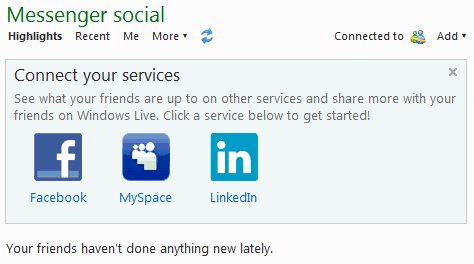 Messenger social
Highlights Recent Me More Connected to Add
Connect your services
See what your friends are up to on other services and share more with your
friends on Windows Live. Click a service below to get started!
f in
Facebook MySpace LinkedIn
Your friends haven't done anything new lately.